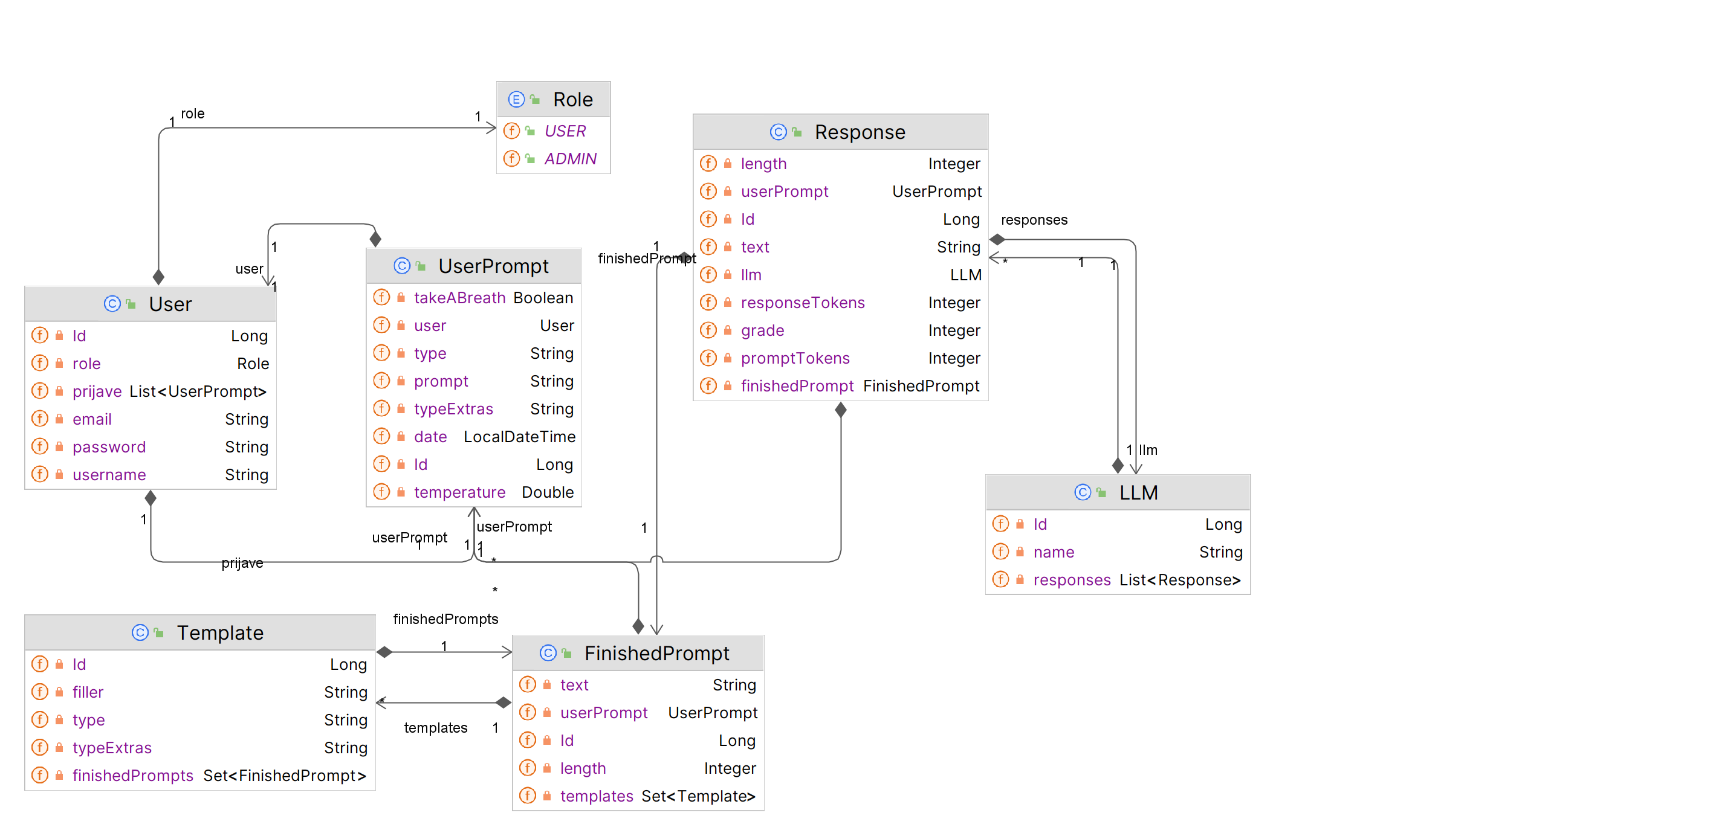 Role
USER
ADMIN
role
1
1
Response
length Integer
userPrompt UserPrompt
Id Long
text String
llm LLM
responseTokens Integer
grade Integer
promptTokens Integer
finishedPrompt FinishedPrompt
responses
*
1
1
1
llm
finishedPrompt
1
1
user
1
1
UserPrompt
takeABreath Boolean
user User
type String
prompt String
typeExtras String
date LocalDateTime
Id Long
temperature Double
User
Id Long
role Role
prijave List<UserPrompt>
email String
password String
username String
1
prijave
userPrompt
1
userPrompt
1
1
*
*
LLM
Id Long
name String
responses List<Response>
Template
Id Long
filler String
type String
typeExtras String
finishedPrompts Set<FinishedPrompt>
finishedPrompts
1
*
templates
1
FinishedPrompt
text String
userPrompt UserPrompt
Id Long
length Integer
templates Set<Template>